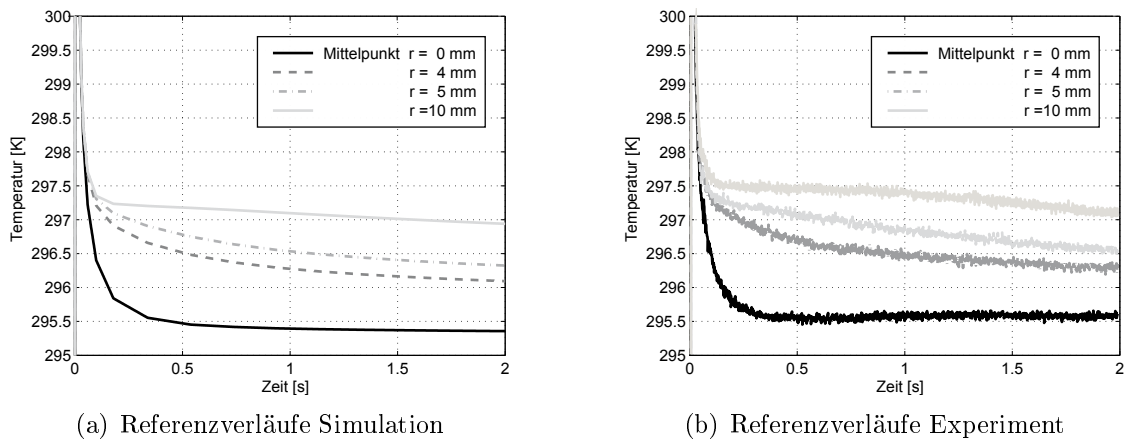 300
299.5
299
298.5
298
297.5
297
296.5
296
295.5
295
0
0.5
1
1.5
2
Temperatur [K]
Zeit [s]
Mittelpunkt r = 0 mm
r = 4 mm
r = 5 mm
r =10 mm
(a) Referenzverläufe Simulation
300
299.5
299
298.5
298
297.5
297
296.5
296
295.5
295
0
0.5
1
1.5
2
Temperatur [K]
Zeit [s]
Mittelpunkt r = 0 mm
r = 4 mm
r = 5 mm
r =10 mm
(b) Referenzverläufe Experiment